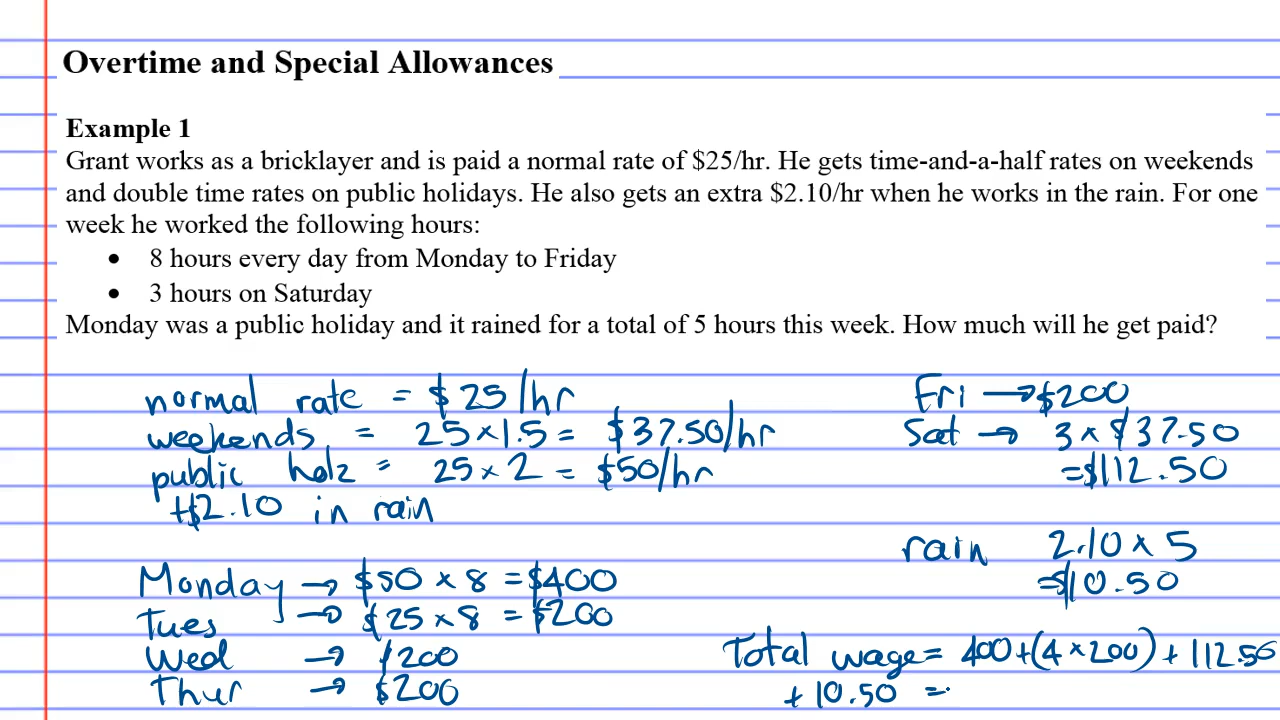 Overtime and Special Allowances
Example 1
Grant works as a bricklayer and is paid a normal rate of $25/hr. He gets time-and-a-half rates on weekends
and double time rates on public holidays. He also gets an extra $2.10/hr when he works in the rain. For one
week he worked the following hours:
• 8 hours every day from Monday to Friday
• 3 hours on Saturday
Monday was a public holiday and it rained for a total of 5 hours this week. How much will he get paid?
normal rate = $25/hr
weekends = 25 × 1.5 = $37.50/hr
public holz = 25 × 2 = $50/hr
+$2.10 in rain
Monday → $50 × 8 = $400
Tues → $25 × 8 = $200
Wed → $200
Thur → $200
Fri → $200
Sat → 3 × $37.50
= $112.50
rain 2.10 × 5
= $10.50
Total wage = 400 + (4 × 200) + 112.50
+ 10.50 =